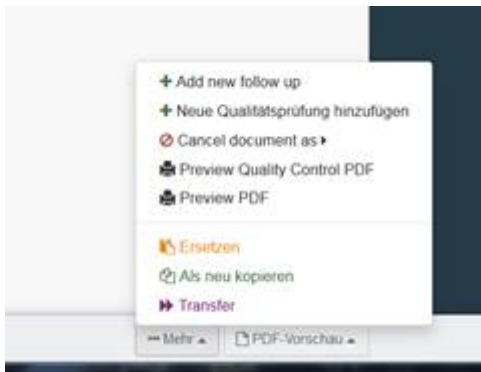 Add new follow up
Neue Qualitätsprüfung hinzufügen
Cancel document as
Preview Quality Control PDF
Preview PDF
Ersetzen
Als neu kopieren
Transfer
Mehr
PDF-Vorschau